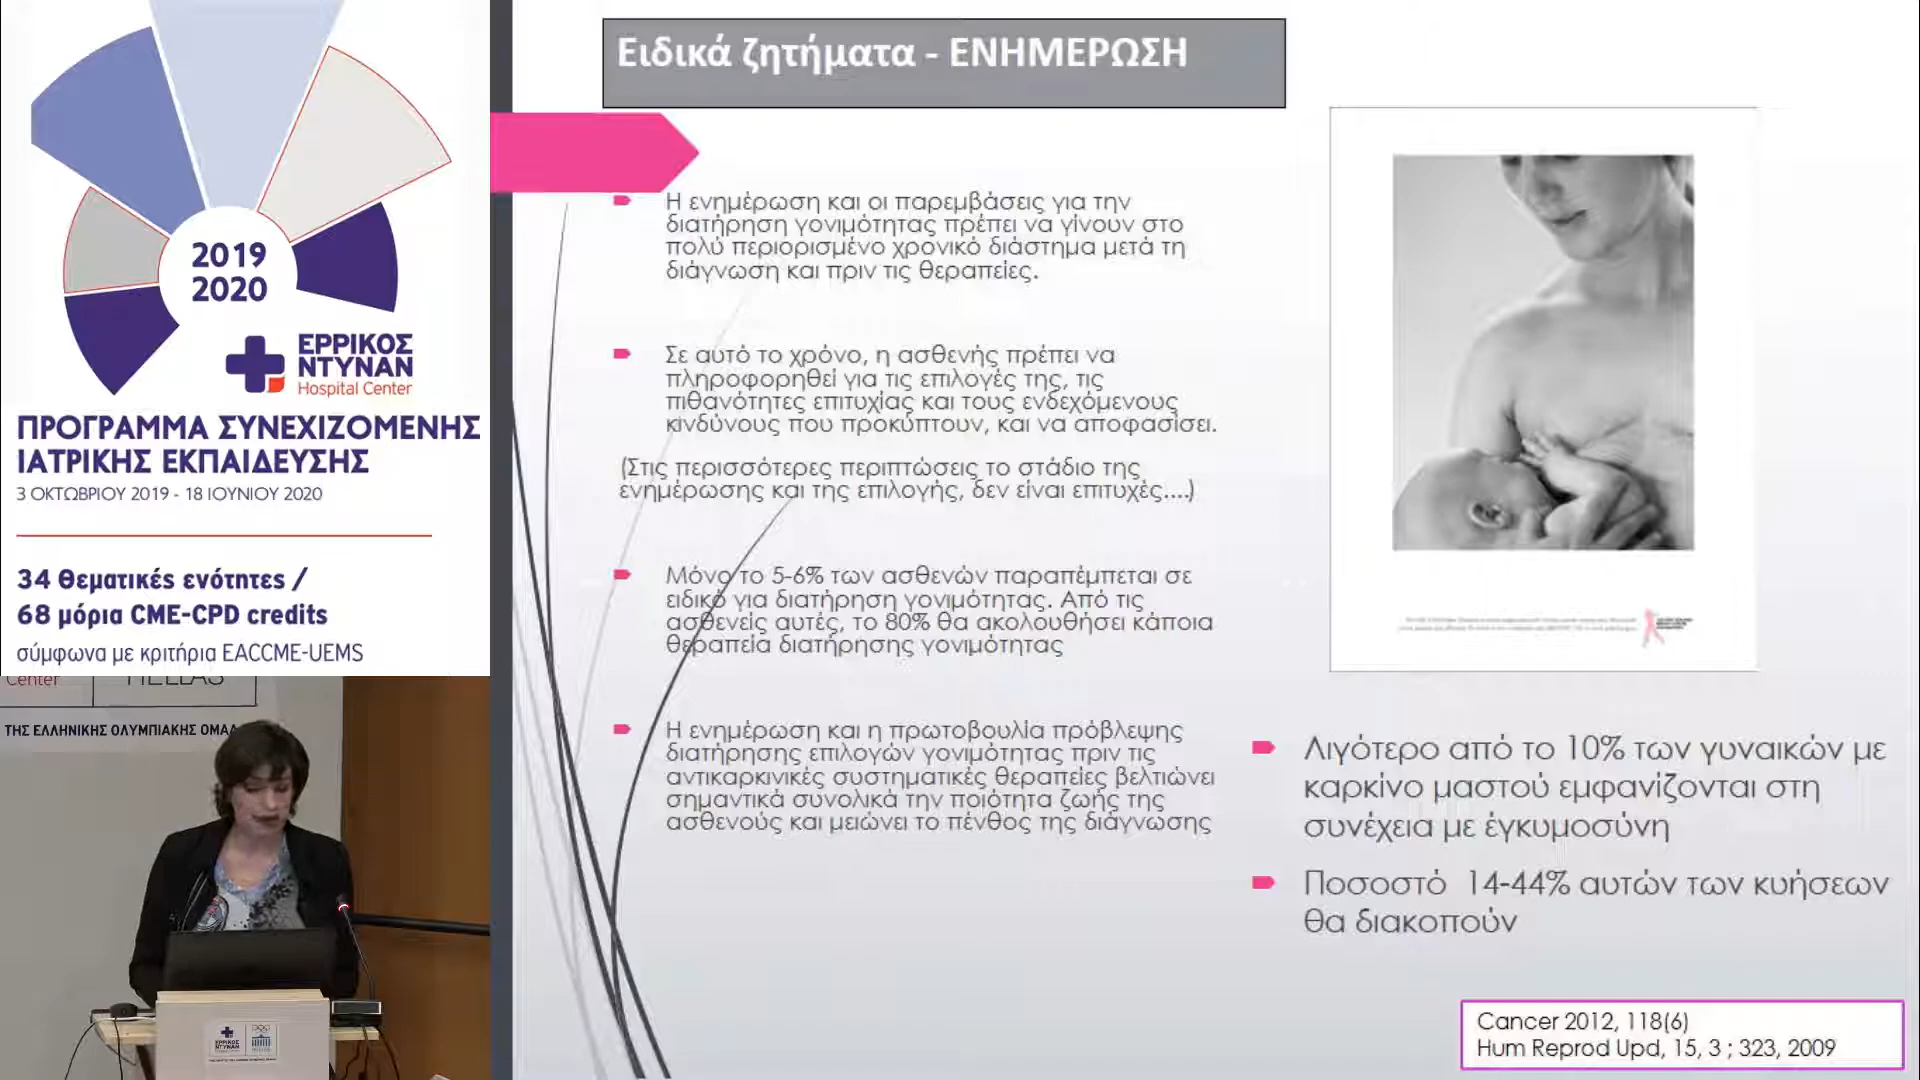 2019
2020
ΕΡΡΙΚΟΣ
ΝΤΥΝΑΝ
Hospital Center
ΠΡΟΓΡΑΜΜΑ ΣΥΝΕΧΙΖΟΜΕΝΗΣ
ΙΑΤΡΙΚΗΣ ΕΚΠΑΙΔΕΥΣΗΣ
3 ΟΚΤΩΒΡΙΟΥ 2019 - 18 ΙΟΥΝΙΟΥ 2020
34 θεματικές ενότητες /
68 μόρια CME-CPD credits
σύμφωνα με κριτήρια EACCME-UEMS
Center
HELLAS
ΤΗΣ ΕΛΛΗΝΙΚΗΣ ΟΛΥΜΠΙΑΚΗΣ
ΕΡΡΙΚΟΣ
ΝΤΥΝΑΝ
Ειδικά ζητήματα - ΕΝΗΜΕΡΩΣΗ
Η ενημέρωση και οι παρεμβάσεις για την
διατήρηση γονιμότητας πρέπει να γίνουν στο
πολύ περιορισμένο χρονικό διάστημα μετά τη
διάγνωση και πριν τις θεραπείες.
Σε αυτό το χρόνο, η ασθενής πρέπει να
πληροφορηθεί για τις επιλογές της, τις
πιθανότητες επιτυχίας και τους ενδεχόμενους
κινδύνους που προκύπτουν, και να αποφασίσει.
(Στις περισσότερες περιπτώσεις το στάδιο της
ενημέρωσης και της επιλογής, δεν είναι επιτυχές....)
Μόνο το 5-6% των ασθενών παραπέμπεται σε
ειδικό για διατήρηση γονιμότητας. Από τις
ασθενείς αυτές, το 80% θα ακολουθήσει κάποια
θεραπεία διατήρησης γονιμότητας
Η ενημέρωση και η πρωτοβουλία πρόβλεψης
διατήρησης επιλογών γονιμότητας πριν τις
αντικαρκινικές συστηματικές θεραπείες βελτιώνει
σημαντικά συνολικά την ποιότητα ζωής της
ασθενούς και μειώνει το πένθος της διάγνωσης
Λιγότερο από το 10% των γυναικών με
καρκίνο μαστού εμφανίζονται στη
συνέχεια με έγκυμοσύνη
Ποσοστό 14-44% αυτών των κυήσεων
θα διακοπούν
Cancer 2012, 118(6)
Hum Reprod Upd, 15, 3 ; 323, 2009